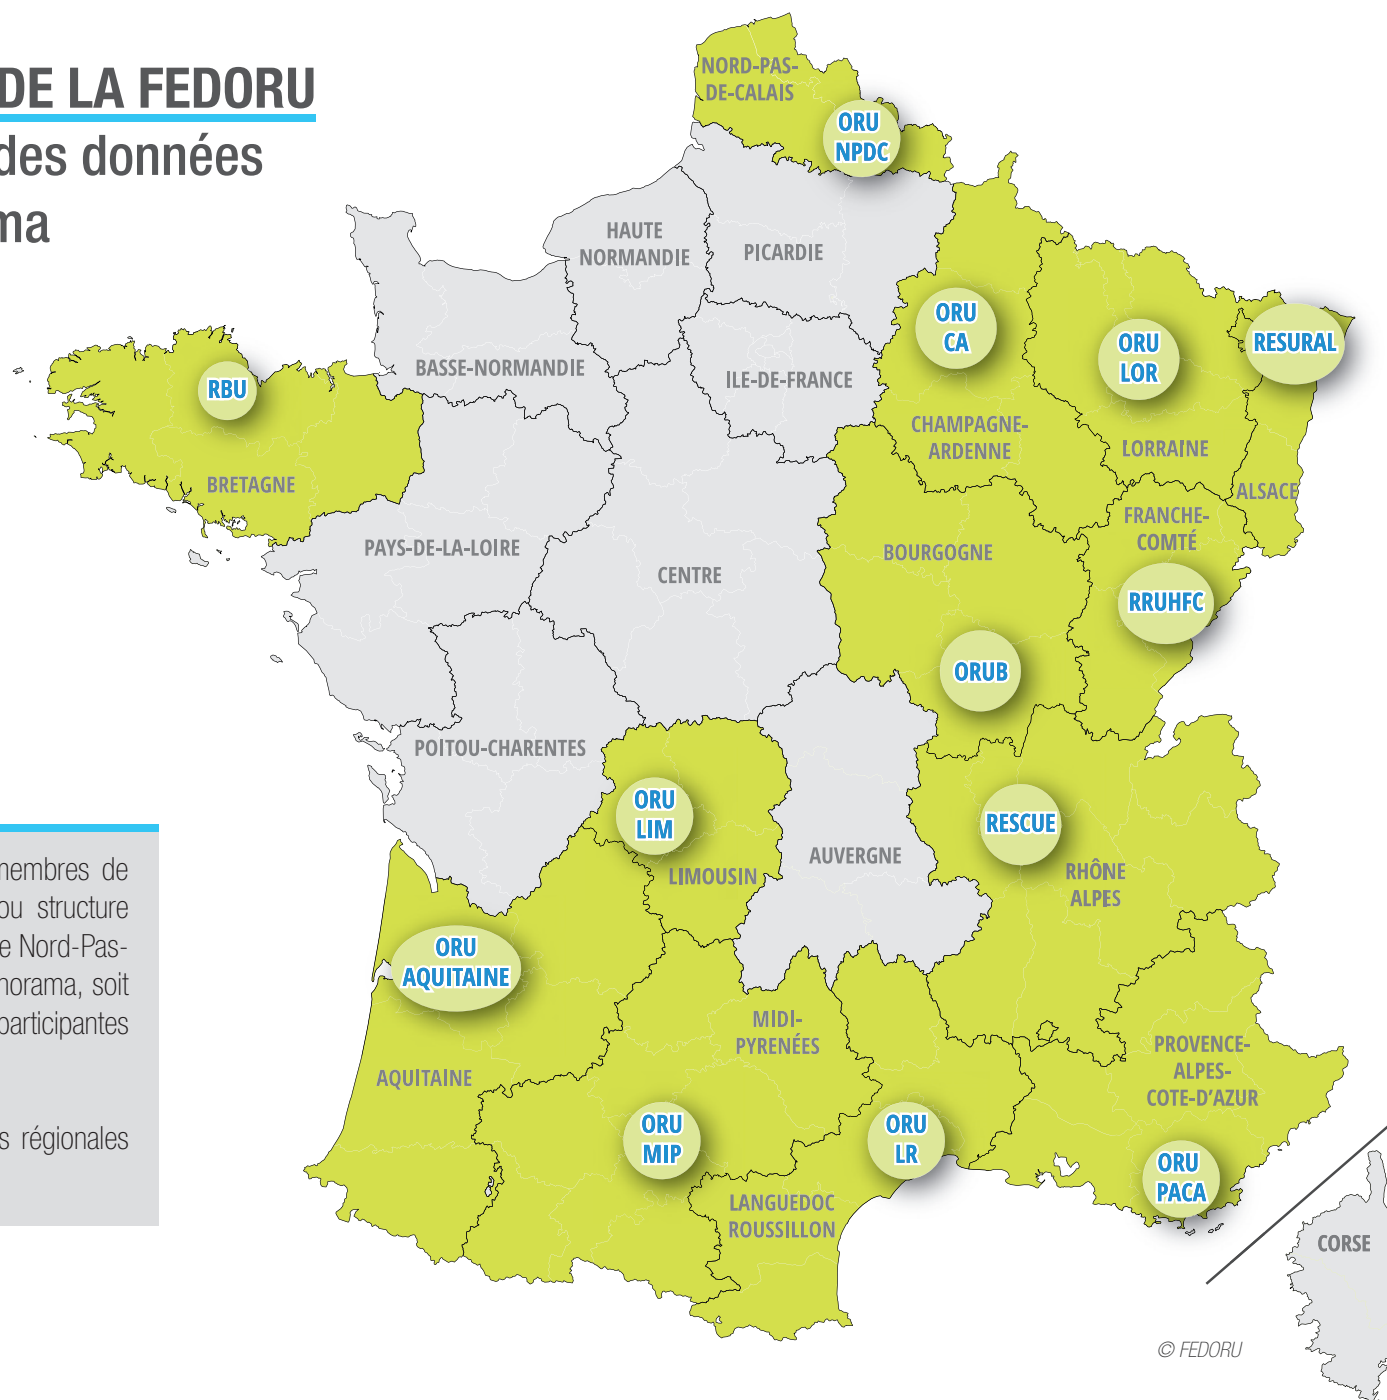 DE LA FEDORU
des données
ma
membres de
ou structure
e Nord-Pas-
norama, soit
participantes
s régionales
NORD-PAS-
DE-CALAIS
ORU
NPDC
HAUTE
NORMANDIE
PICARDIE
ORU
CA
ORU
LOR
RESURAL
BASSE-NORMANDIE
ILE-DE-FRANCE
RBU
CHAMPAGNE-
ARDENNE
LORRAINE
BRETAGNE
ALSACE
FRANCHE-
COMTÉ
PAYS-DE-LA-LOIRE
CENTRE
BOURGOGNE
RRUHFC
ORUB
POITOU-CHARENTES
ORU
LIM
LIMOUSIN
AUVERGNE
RESCUE
RHÔNE
ALPES
ORU
AQUITAINE
AQUITAINE
MIDI-
PYRENÉES
PROVENCE-
ALPES-
COTE-D'AZUR
ORU
MIP
ORU
LR
ORU
PACA
LANGUEDOC
ROUSSILLON
CORSE
© FEDORU